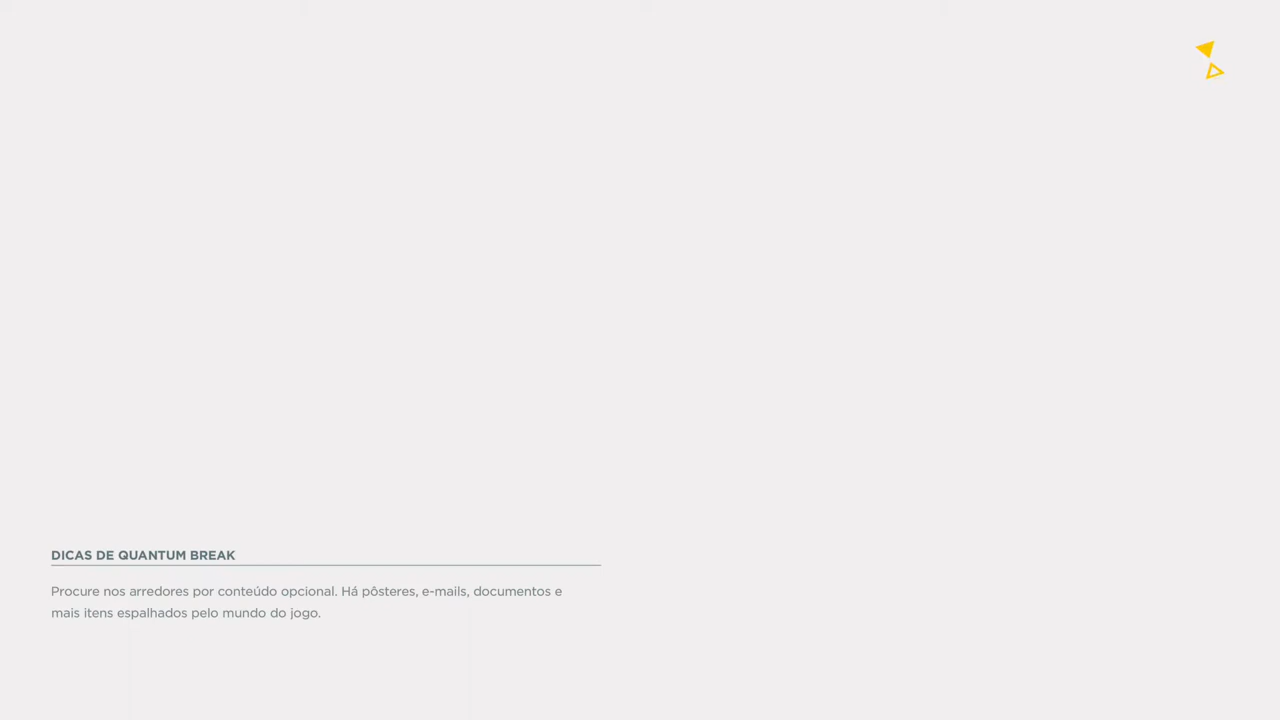 DICAS DE QUANTUM BREAK
Procure nos arredores por conteúdo opcional. Há pôsteres, e-mails, documentos e
mais itens espalhados pelo mundo do jogo.